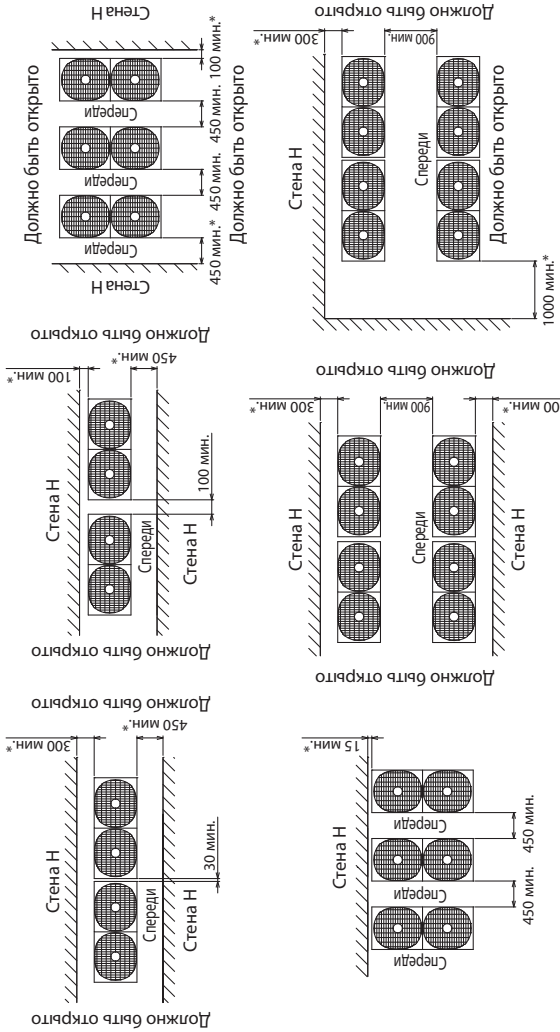 Должно быть открыто
300 мин.*
450 мин.*
Стена H
Спереди
Стена H
30 мин.
Должно быть открыто
Должно быть открыто
100 мин.*
450 мин.*
Стена H
Спереди
Стена H
100 мин.
Должно быть открыто
Стена H
Должно быть открыто
Спереди
Спереди
Спереди
450 мин.*
450 мин.
450 мин.
100 мин.*
Должно быть открыто
Стена H
Стена H
15 мин.*
Спереди
Спереди
Спереди
450 мин.
450 мин.
Должно быть открыто
300 мин.*
900 мин.
00 мин.*
Стена H
Спереди
Стена H
Должно быть открыто
Должно быть открыто
300 мин.*
900 мин.
Стена H
Спереди
Должно быть открыто
1000 мин.*